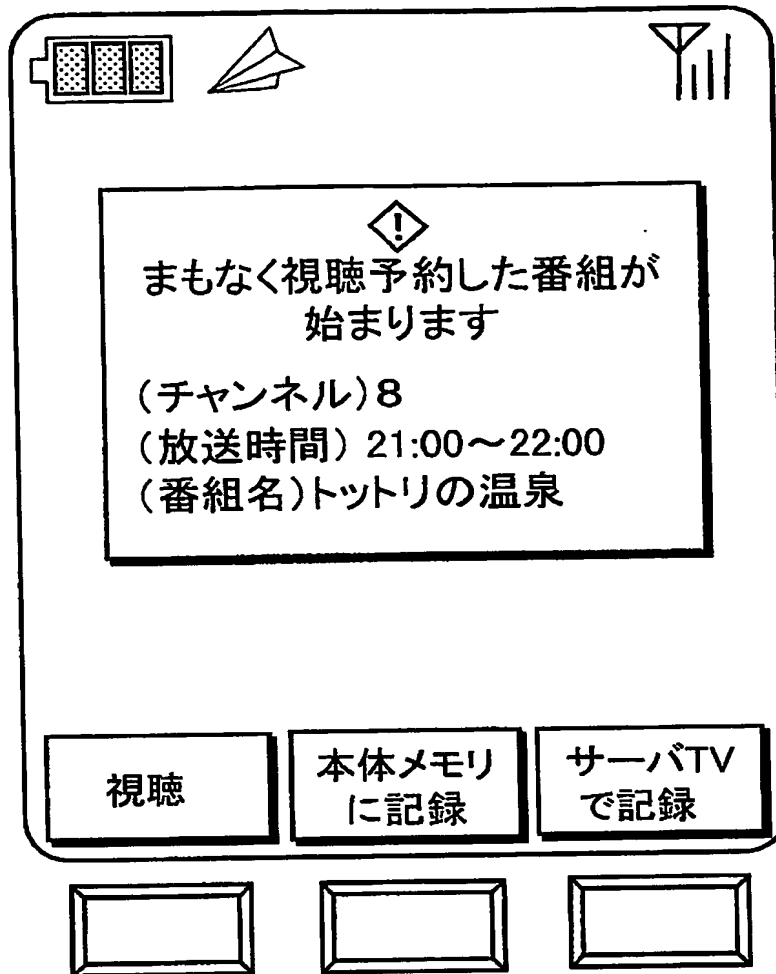 まもなく視聴予約した番組が
始まります
(チャンネル)8
(放送時間) 21:00～22:00
(番組名)トットリの温泉
視聴
本体メモリ
に記録
サーバTV
で記録